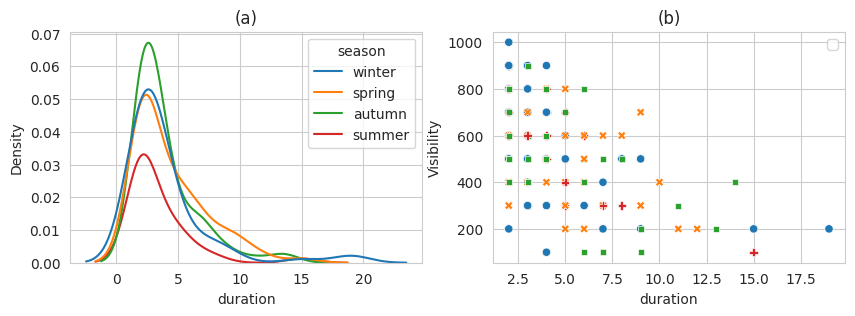 (a)
0.07
0.06
0.05
0.04
0.03
0.02
0.01
0.00
Density
0
5
10
15
20
duration
season
winter
spring
autumn
summer
(b)
1000
800
600
400
200
Visibility
2.5
5.0
7.5
10.0
12.5
15.0
17.5
duration